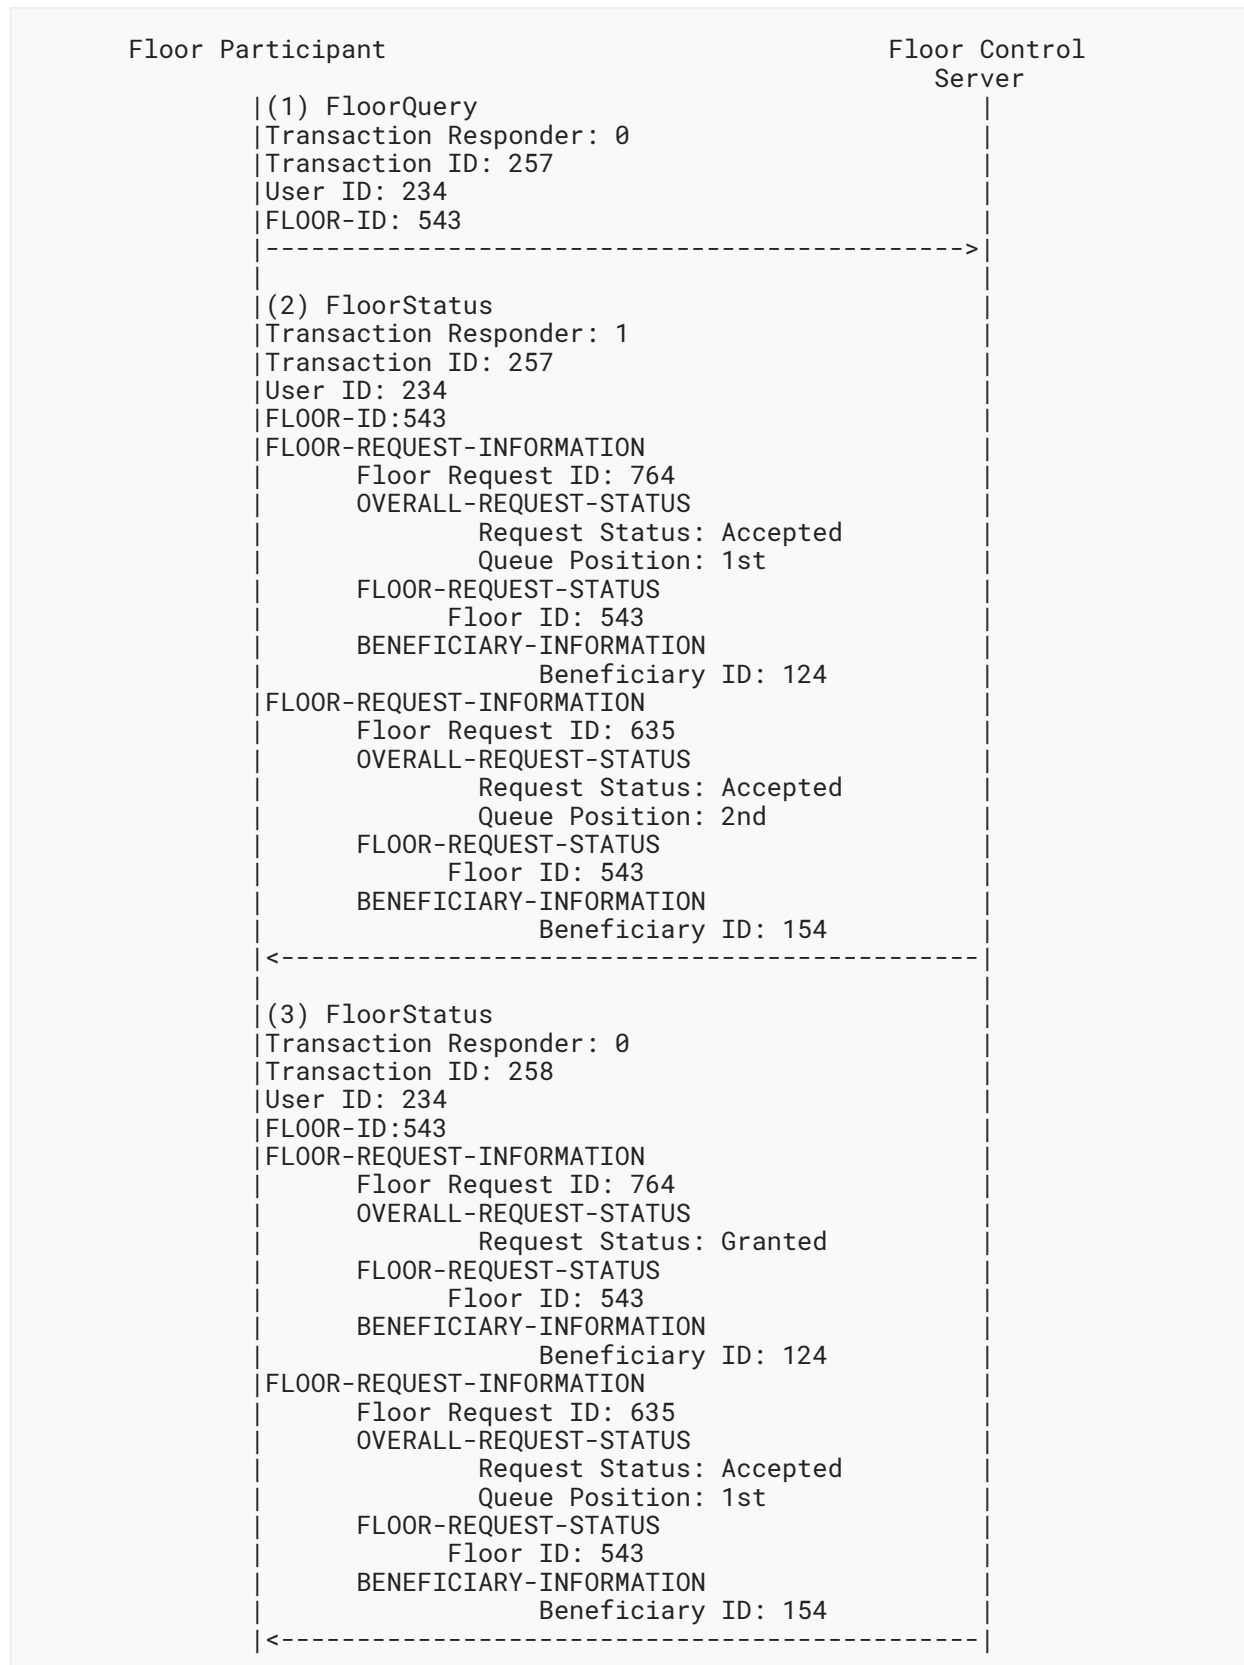 Floor Participant                                 Floor Control
                                                     Server
        |(1) FloorQuery                                 |
        |Transaction Responder: 0                       |
        |Transaction ID: 257                            |
        |User ID: 234                                   |
        |FLOOR-ID: 543                                  |
        |---------------------------------------------->|
        |                                               |
        |(2) FloorStatus                                |
        |Transaction Responder: 1                       |
        |Transaction ID: 257                            |
        |User ID: 234                                   |
        |FLOOR-ID:543                                   |
        |FLOOR-REQUEST-INFORMATION                      |
        |      Floor Request ID: 764                    |
        |      OVERALL-REQUEST-STATUS                   |
        |              Request Status: Accepted         |
        |              Queue Position: 1st              |
        |      FLOOR-REQUEST-STATUS                     |
        |            Floor ID: 543                      |
        |      BENEFICIARY-INFORMATION                  |
        |                  Beneficiary ID: 124          |
        |FLOOR-REQUEST-INFORMATION                      |
        |      Floor Request ID: 635                    |
        |      OVERALL-REQUEST-STATUS                   |
        |              Request Status: Accepted         |
        |              Queue Position: 2nd              |
        |      FLOOR-REQUEST-STATUS                     |
        |            Floor ID: 543                      |
        |      BENEFICIARY-INFORMATION                  |
        |                  Beneficiary ID: 154          |
        |<----------------------------------------------|
        |                                               |
        |(3) FloorStatus                                |
        |Transaction Responder: 0                       |
        |Transaction ID: 258                            |
        |User ID: 234                                   |
        |FLOOR-ID:543                                   |
        |FLOOR-REQUEST-INFORMATION                      |
        |      Floor Request ID: 764                    |
        |      OVERALL-REQUEST-STATUS                   |
        |              Request Status: Granted          |
        |      FLOOR-REQUEST-STATUS                     |
        |            Floor ID: 543                      |
        |      BENEFICIARY-INFORMATION                  |
        |                  Beneficiary ID: 124          |
        |FLOOR-REQUEST-INFORMATION                      |
        |      Floor Request ID: 635                    |
        |      OVERALL-REQUEST-STATUS                   |
        |              Request Status: Accepted         |
        |              Queue Position: 1st              |
        |      FLOOR-REQUEST-STATUS                     |
        |            Floor ID: 543                      |
        |      BENEFICIARY-INFORMATION                  |
        |                  Beneficiary ID: 154          |
        |<----------------------------------------------|